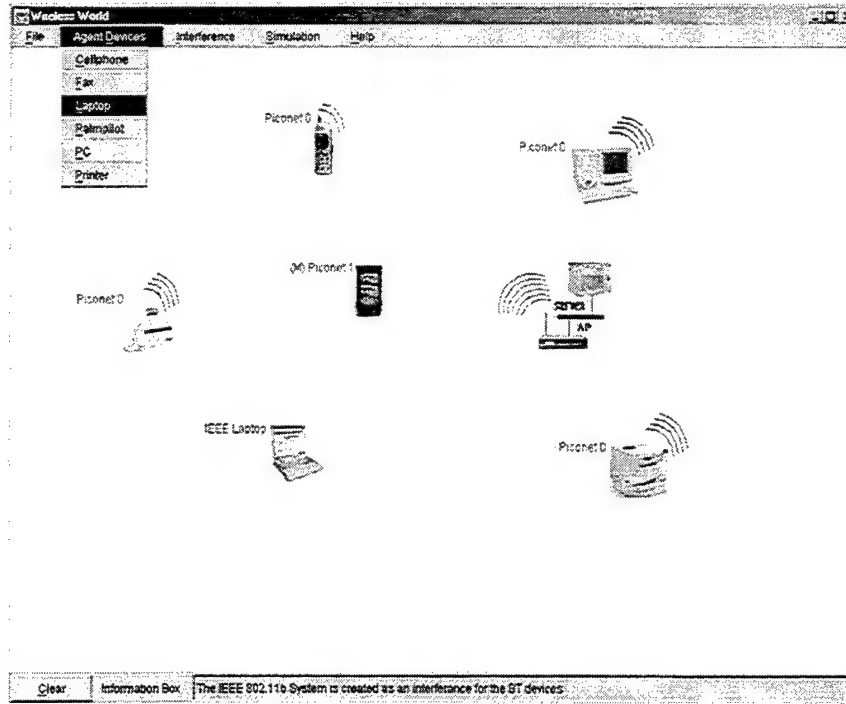 Wireless World
File Agent Devices Interference Simulation Help
Cellphone
Fax
Laptop
Palmpilot
PC
Printer
Piconet 0
Piconet 0
(M) Piconet 1
Piconet 0
SERVER
AP
IEEE Laptop
Piconet 0
Clear Information Box The IEEE 802.11b System is created as an interferance for the BT devices